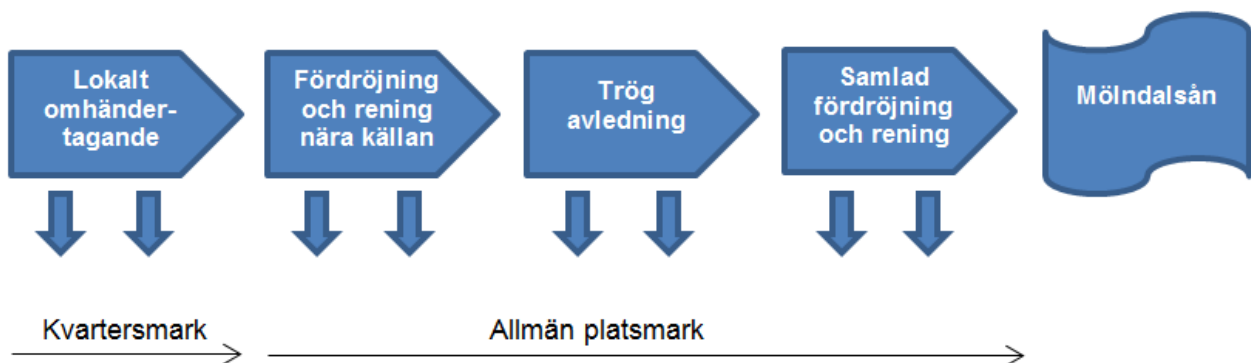 Lokalt
omhänder-
tagande
Fördröjning
och rening
nära källan
Trög
avledning
Samlad
fördröjning
och rening
Mölndalsån
Kvartersmark
Allmän platsmark